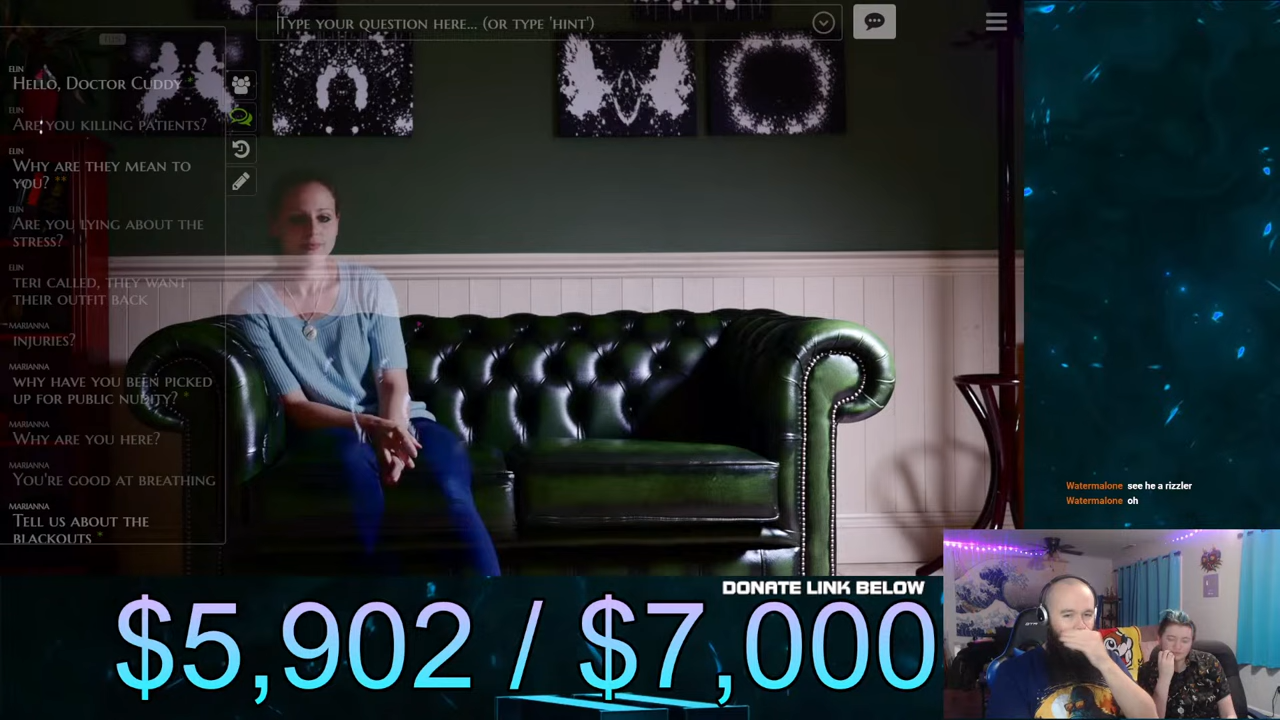 Type your question here... (or type 'hint')
Elin
Hello, Doctor Cuddy
Elin
Are you killing patients?
Elin
Why are they mean to
you? **
Elin
Are you lying about the
stress?
Elin
teri called, they want
their outfit back
Marianna
injuries?
Marianna
why have you been picked
up for public nudity? *
Marianna
Why are you here?
Marianna
You're good at breathing
Marianna
Tell us about the
blackouts *
Watermalone see he a rizzler
Watermalone oh
DONATE LINK BELOW
$5,902 / $7,000